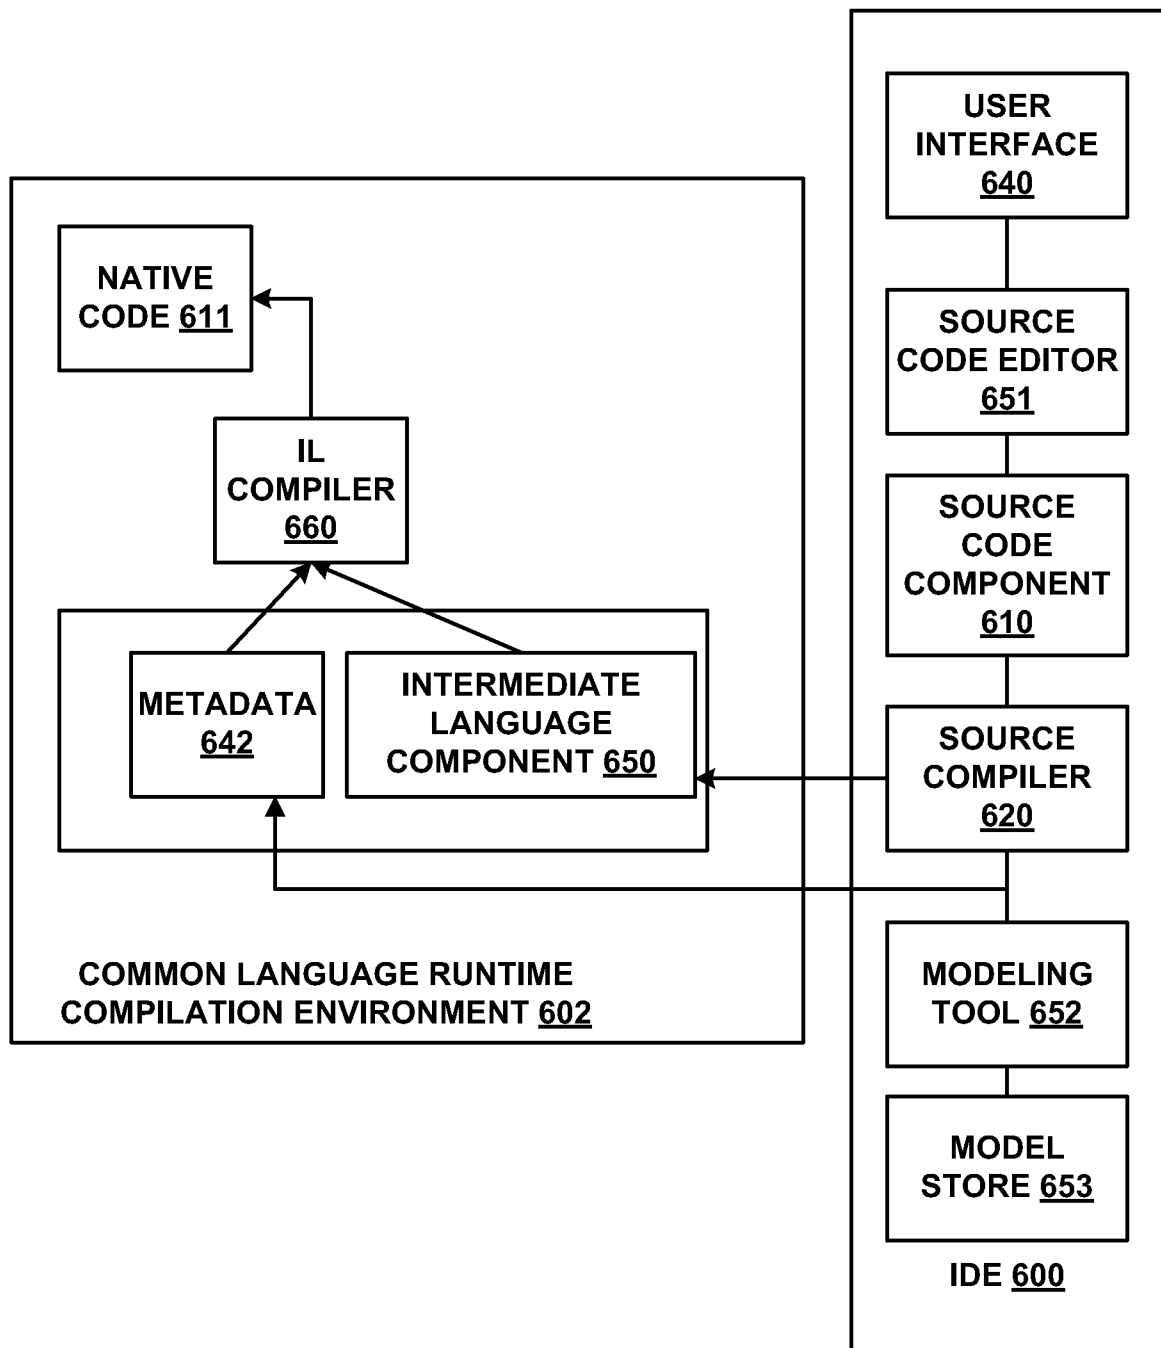 USER
INTERFACE
640
NATIVE
CODE 611
SOURCE
CODE EDITOR
651
IL
COMPILER
660
SOURCE
CODE
COMPONENT
610
METADATA
642
INTERMEDIATE
LANGUAGE
COMPONENT 650
SOURCE
COMPILER
620
COMMON LANGUAGE RUNTIME
COMPILATION ENVIRONMENT 602
MODELING
TOOL 652
MODEL
STORE 653
IDE 600